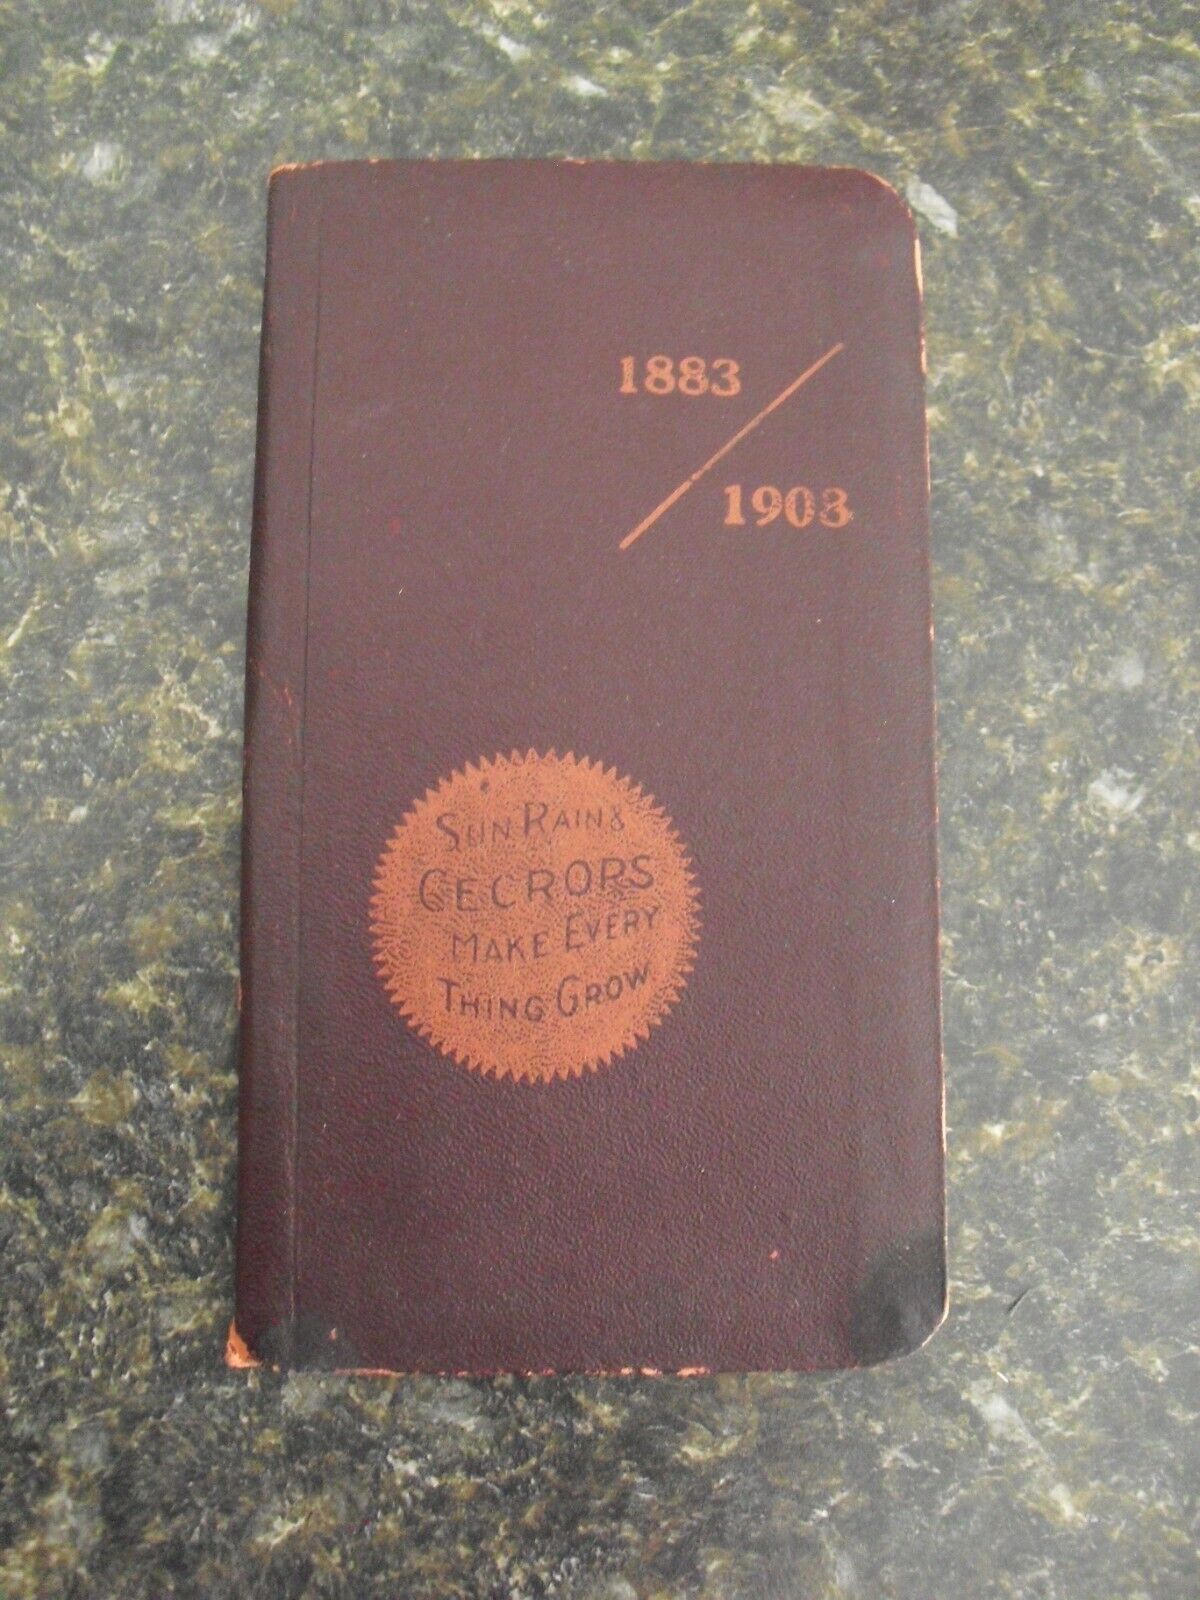 1883
1903
SUN RAIN &
CECROPS
MAKE EVERY
THING GROW